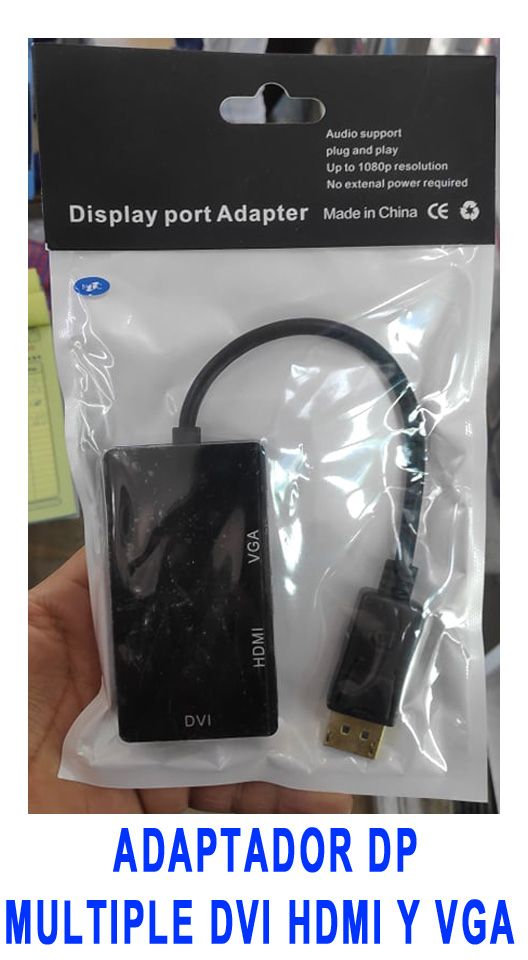 Audio support
plug and play
Up to 1080p resolution
No extenal power required
Display port Adapter Made in China CE
VGA
HDMI
DVI
ADAPTADOR DP
MULTIPLE DVI HDMI Y VGA